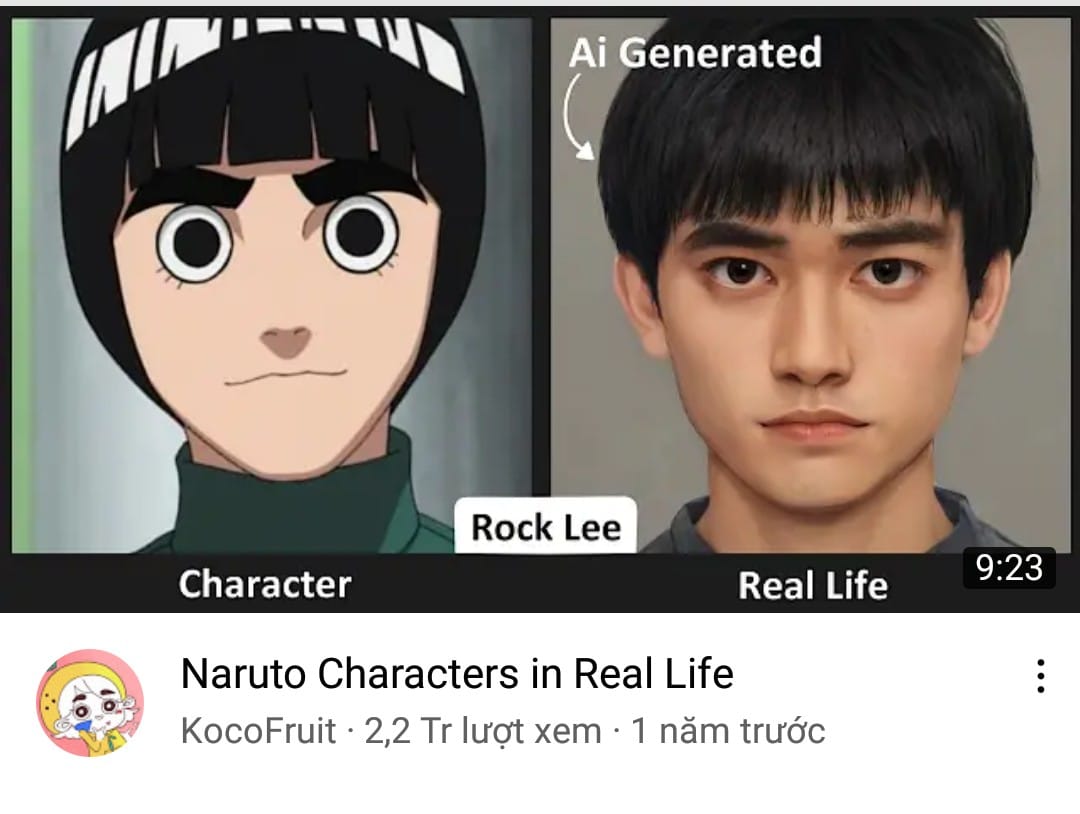 Ai Generated
Rock Lee
Character
Real Life
9:23
Naruto Characters in Real Life
KocoFruit · 2,2 Tr lượt xem · 1 năm trước